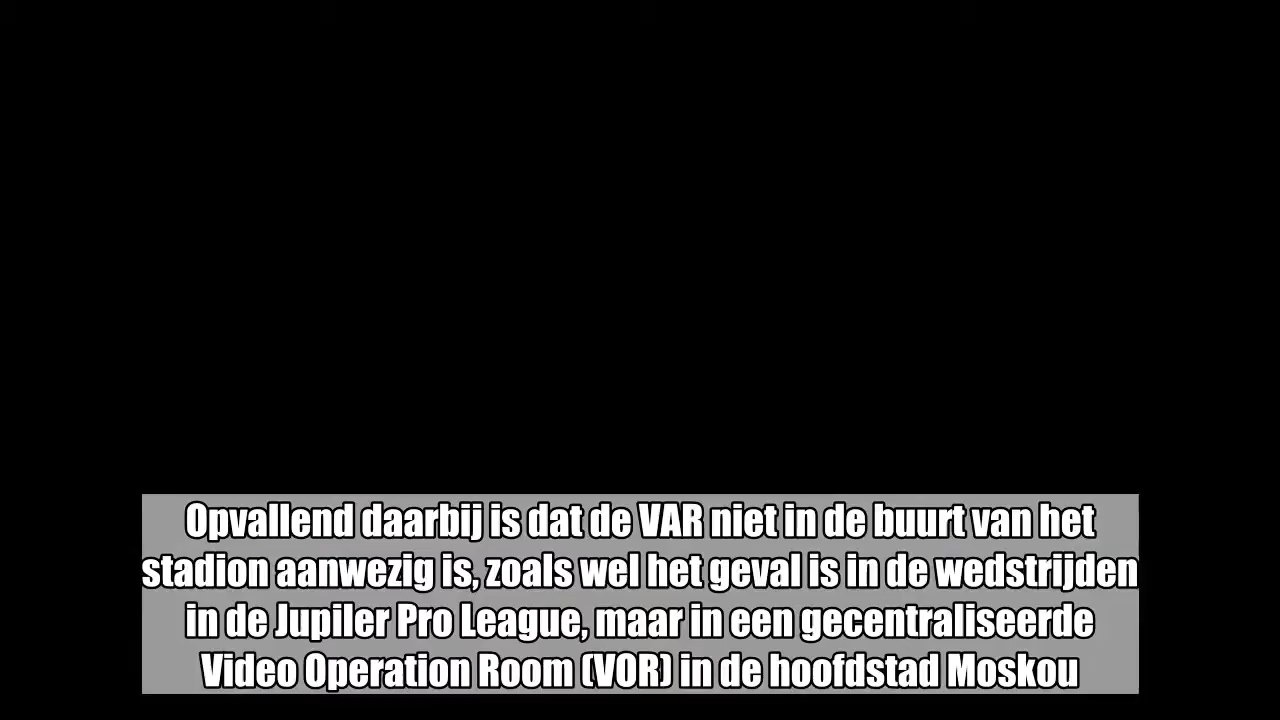 Opvallend daarbij is dat de VAR niet in de buurt van het
stadion aanwezig is, zoals wel het geval is in de wedstrijden
in de Jupiler Pro League, maar in een gecentraliseerde
Video Operation Room (VOR) in de hoofdstad Moskou